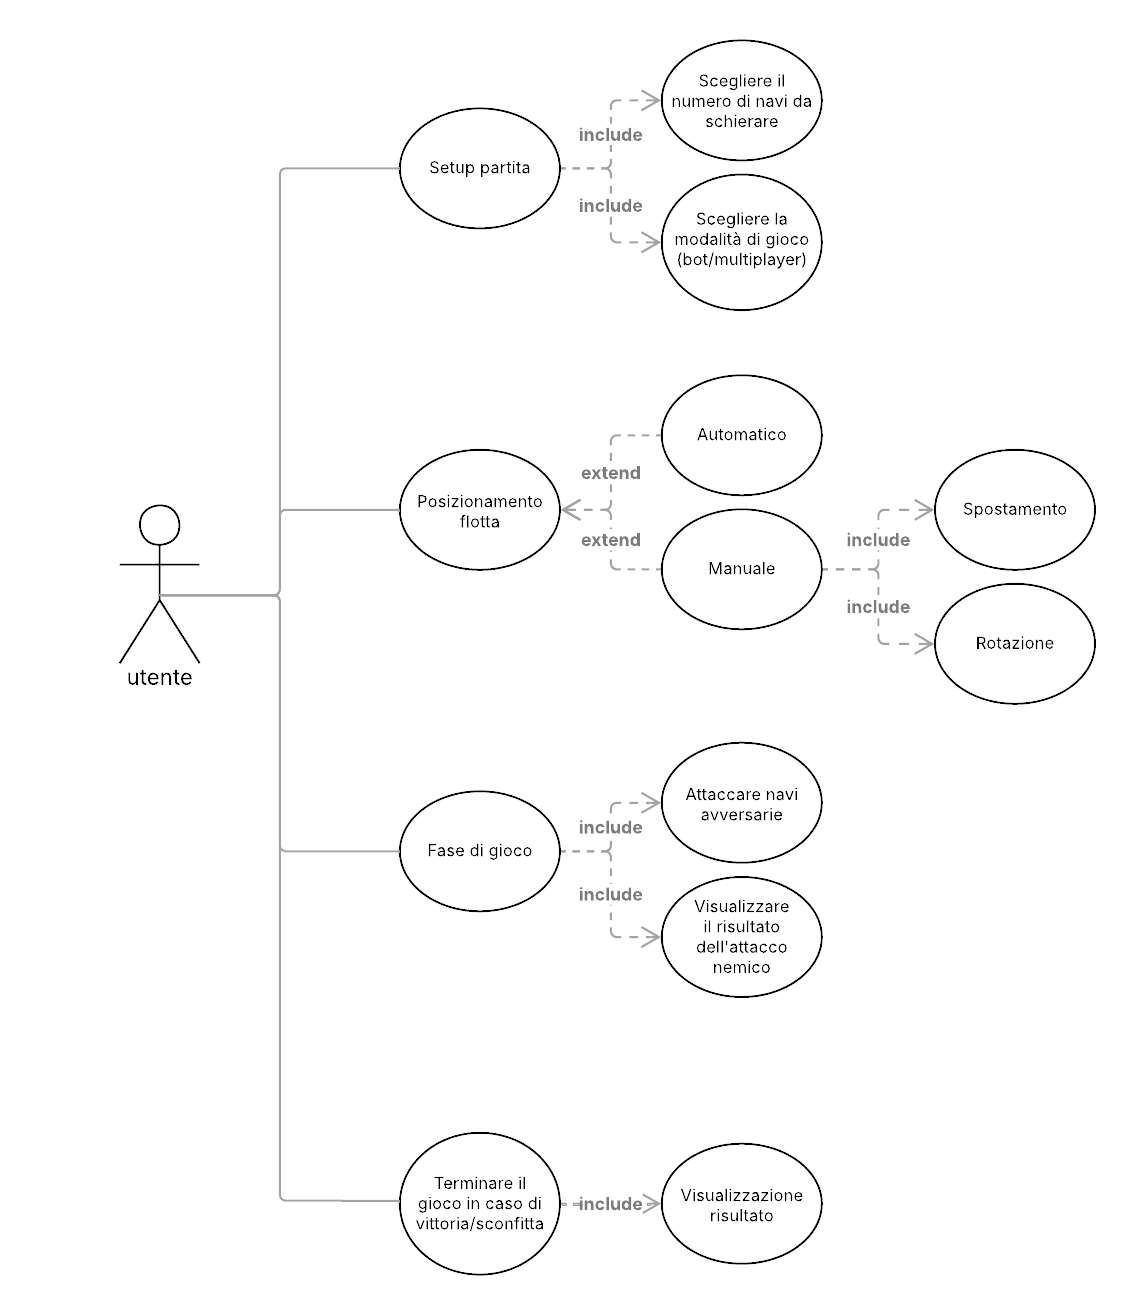 Scegliere il
numero di navi da
schierare
include
Setup partita
include
Scegliere la
modalità di gioco
(bot/multiplayer)
Automatico
extend
Posizionamento
flotta
extend
Manuale
Spostamento
include
include
Rotazione
utente
Attaccare navi
avversarie
include
Fase di gioco
include
Visualizzare
il risultato
dell'attacco
nemico
Terminare il
gioco in caso di
vittoria/sconfitta
include
Visualizzazione
risultato